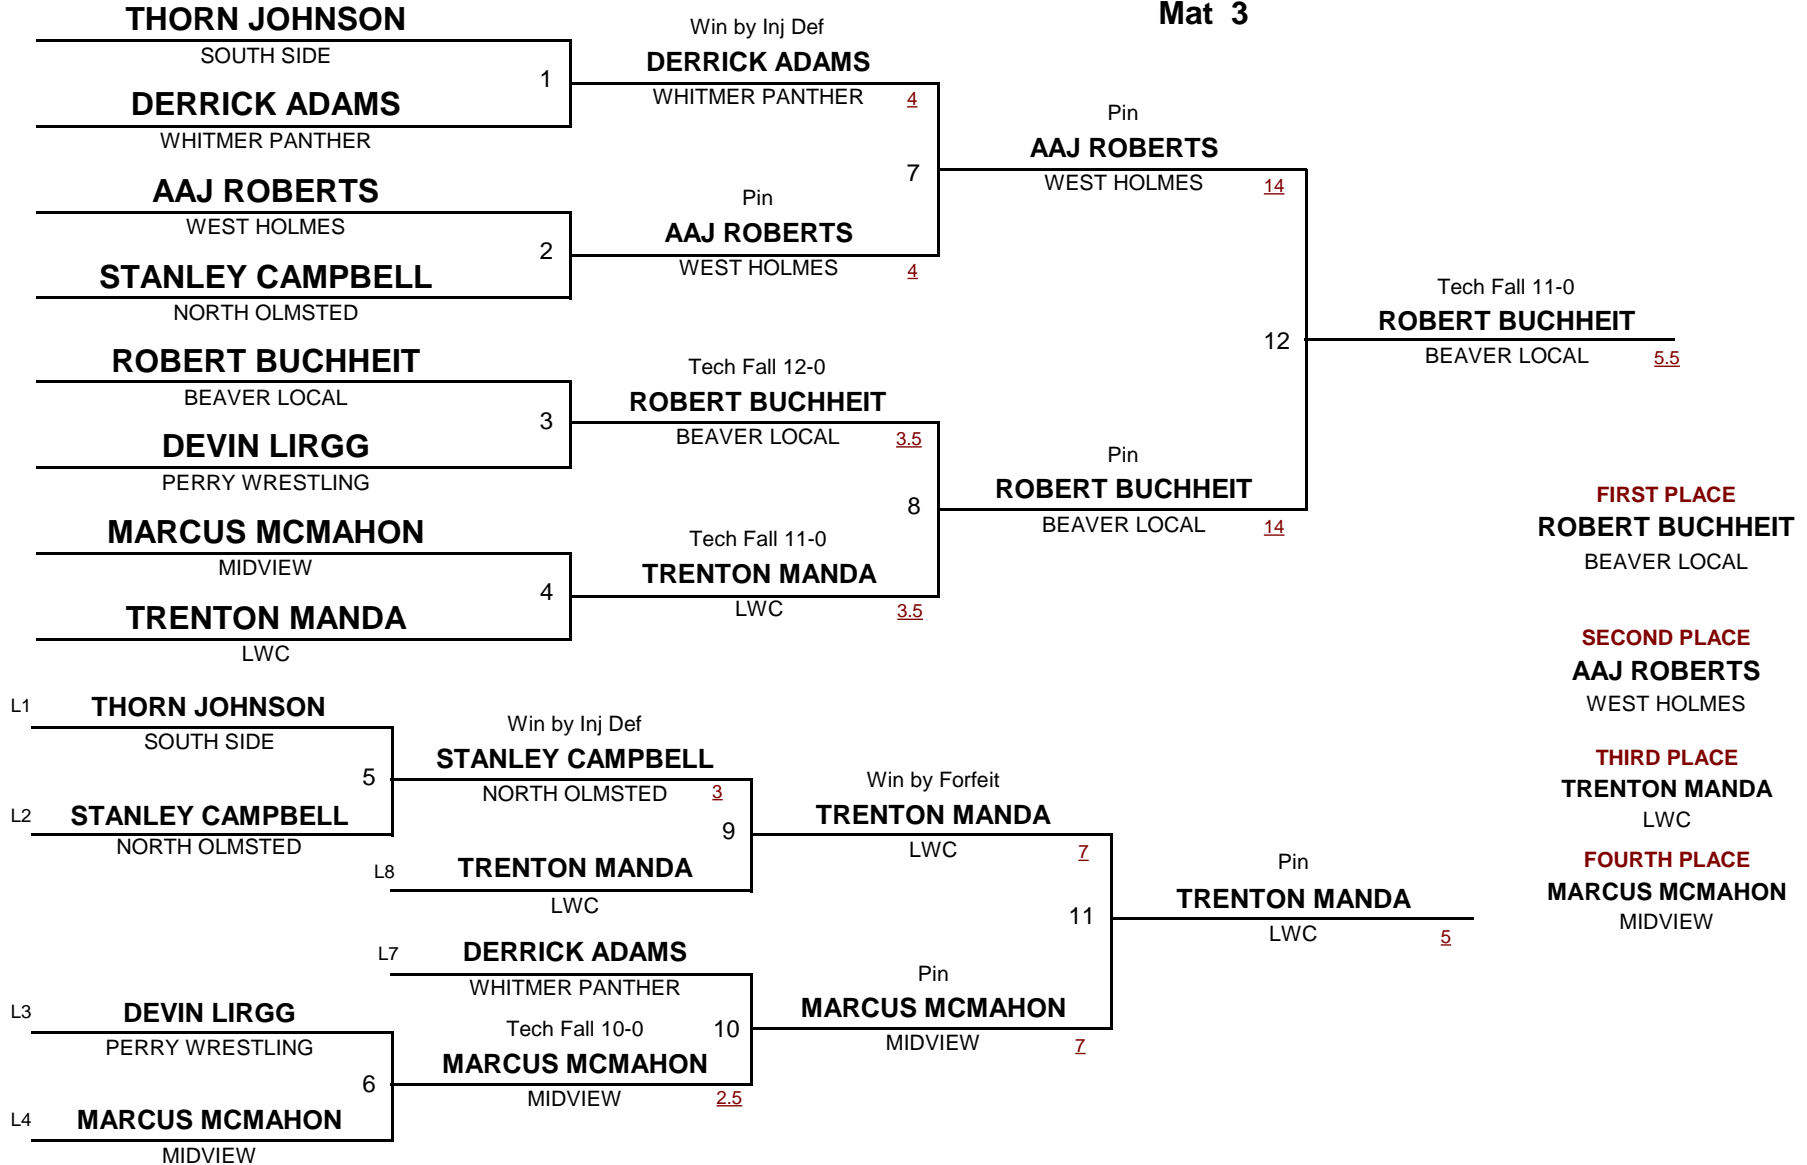 Mat 3
THORN JOHNSON
SOUTH SIDE
1
DERRICK ADAMS
WHITMER PANTHER
AAJ ROBERTS
WEST HOLMES
2
STANLEY CAMPBELL
NORTH OLMSTED
ROBERT BUCHHEIT
BEAVER LOCAL
3
DEVIN LIRGG
PERRY WRESTLING
MARCUS MCMAHON
MIDVIEW
4
TRENTON MANDA
LWC
Win by Inj Def
DERRICK ADAMS
WHITMER PANTHER 4
7
Pin
AAJ ROBERTS
WEST HOLMES 4
Tech Fall 12-0
ROBERT BUCHHEIT
BEAVER LOCAL 3.5
8
Tech Fall 11-0
TRENTON MANDA
LWC 3.5
Pin
AAJ ROBERTS
WEST HOLMES 14
12
Pin
ROBERT BUCHHEIT
BEAVER LOCAL 14
Tech Fall 11-0
ROBERT BUCHHEIT
BEAVER LOCAL 5.5
L1 THORN JOHNSON
SOUTH SIDE
5
L2 STANLEY CAMPBELL
NORTH OLMSTED
L3 DEVIN LIRGG
PERRY WRESTLING
6
L4 MARCUS MCMAHON
MIDVIEW
Win by Inj Def
STANLEY CAMPBELL
NORTH OLMSTED 3
9
L8 TRENTON MANDA
LWC
L7 DERRICK ADAMS
WHITMER PANTHER
Tech Fall 10-0 10
MARCUS MCMAHON
MIDVIEW 2.5
Win by Forfeit
TRENTON MANDA
LWC 7
11
Pin
MARCUS MCMAHON
MIDVIEW 7
Pin
TRENTON MANDA
LWC 5
FIRST PLACE
ROBERT BUCHHEIT
BEAVER LOCAL
SECOND PLACE
AAJ ROBERTS
WEST HOLMES
THIRD PLACE
TRENTON MANDA
LWC
FOURTH PLACE
MARCUS MCMAHON
MIDVIEW